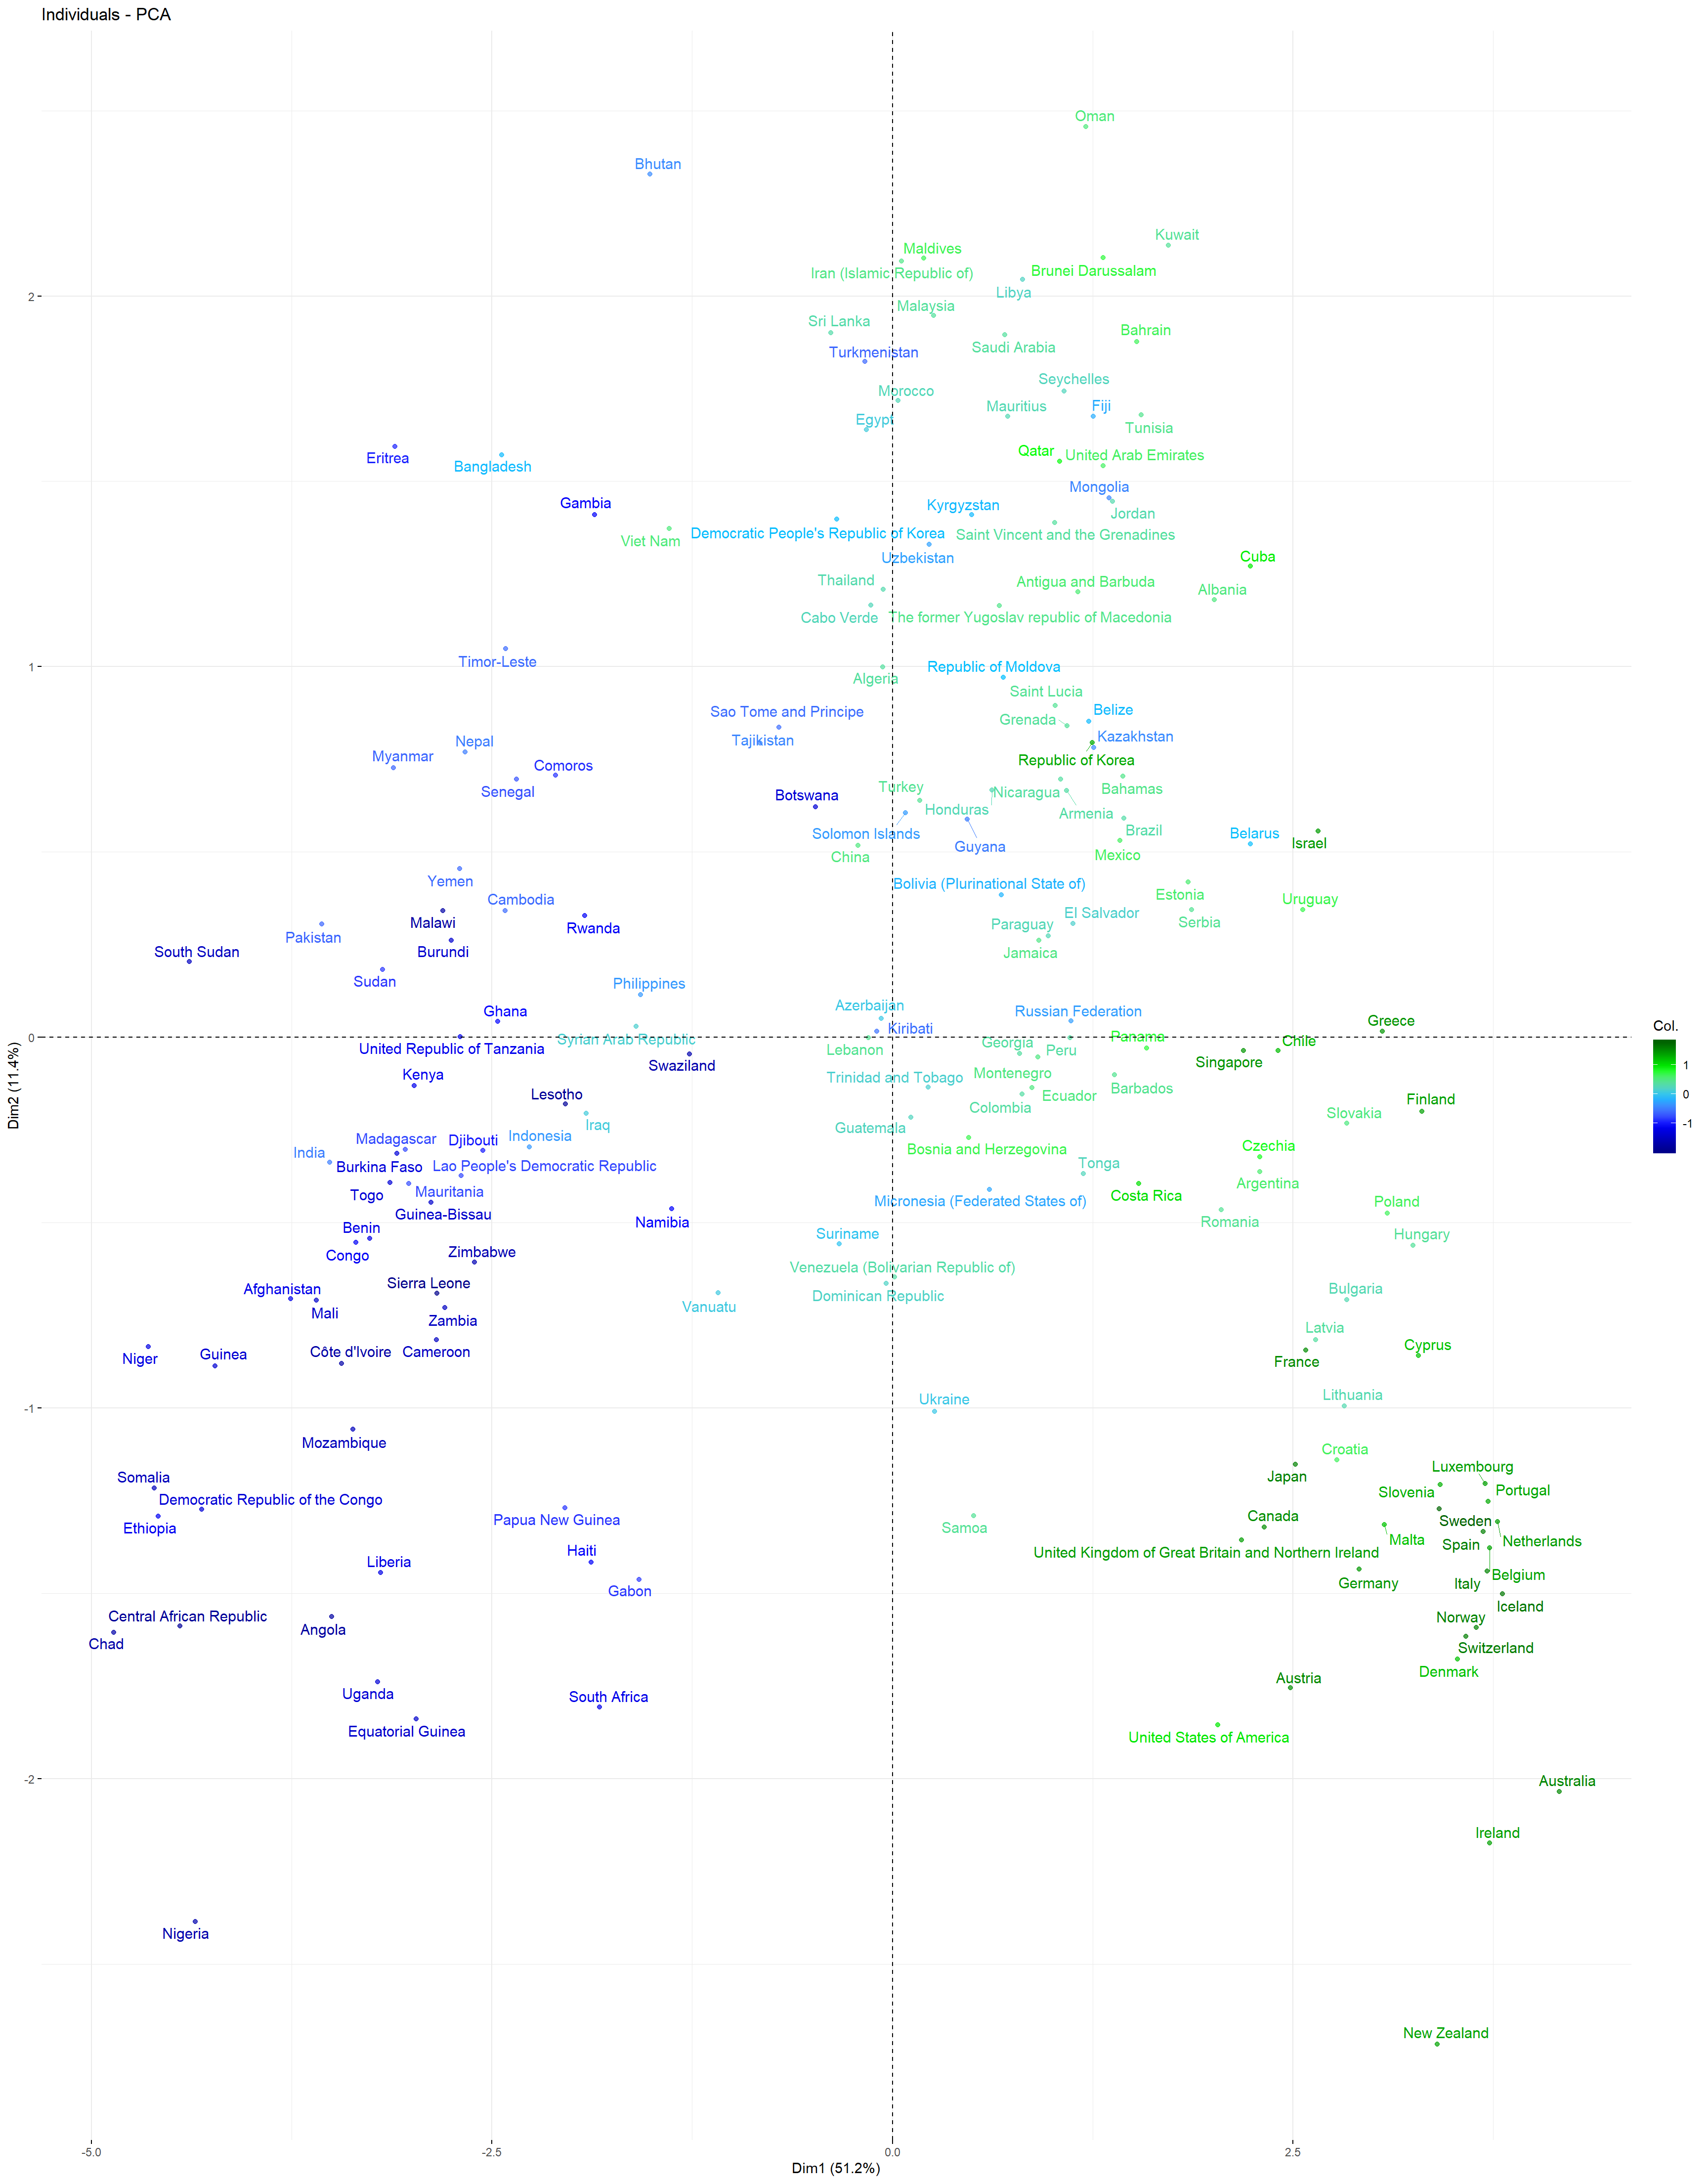 Individuals - PCA
Oman
Bhutan
Kuwait
Maldives
Iran (Islamic Republic of)
Brunei Darussalam
Libya
2
Malaysia
Sri Lanka
Bahrain
Saudi Arabia
Turkmenistan
Seychelles
Morocco
Mauritius
Fiji
Egypt
Tunisia
Qatar
United Arab Emirates
Eritrea
Bangladesh
Mongolia
Gambia
Kyrgyzstan
Jordan
Democratic People's Republic of Korea
Saint Vincent and the Grenadines
Viet Nam
Uzbekistan
Cuba
Thailand
Antigua and Barbuda
Albania
Cabo Verde
The former Yugoslav republic of Macedonia
Timor-Leste
1
Republic of Moldova
Algeria
Saint Lucia
Sao Tome and Principe
Grenada
Belize
Nepal
Tajikistan
Kazakhstan
Myanmar
Comoros
Republic of Korea
Senegal
Botswana
Turkey
Nicaragua
Bahamas
Honduras
Armenia
Solomon Islands
Guyana
Brazil
Belarus
Israel
China
Mexico
Yemen
Bolivia (Plurinational State of)
Estonia
Cambodia
Uruguay
Malawi
Rwanda
El Salvador
Paraguay
Serbia
Pakistan
South Sudan
Burundi
Jamaica
Sudan
Philippines
Ghana
Azerbaijan
Russian Federation
Kiribati
Greece
0
Syrian Arab Republic
United Republic of Tanzania
Lebanon
Georgia
Peru
Panama
Chile
Swaziland
Singapore
Kenya
Trinidad and Tobago
Montenegro
Barbados
Lesotho
Colombia
Ecuador
Finland
Iraq
Guatemala
Slovakia
Madagascar
Djibouti
Indonesia
Bosnia and Herzegovina
Czechia
India
Burkina Faso
Lao People's Democratic Republic
Tonga
Togo
Mauritania
Micronesia (Federated States of)
Costa Rica
Argentina
Guinea-Bissau
Namibia
Romania
Poland
Benin
Suriname
Hungary
Congo
Zimbabwe
Venezuela (Bolivarian Republic of)
Afghanistan
Sierra Leone
Dominican Republic
Bulgaria
Mali
Zambia
Vanuatu
Latvia
Niger
Guinea
Côte d'Ivoire
Cameroon
France
Cyprus
Ukraine
Lithuania
-1
Mozambique
Croatia
Somalia
Japan
Luxembourg
Democratic Republic of the Congo
Slovenia
Portugal
Ethiopia
Papua New Guinea
Samoa
Canada
Sweden
Malta
Spain
Netherlands
Haiti
United Kingdom of Great Britain and Northern Ireland
Liberia
Gabon
Germany
Italy
Belgium
Central African Republic
Iceland
Chad
Angola
Norway
Switzerland
Denmark
Uganda
South Africa
Austria
Equatorial Guinea
United States of America
-2
Australia
Ireland
Nigeria
New Zealand
-5.0
-2.5
0.0
2.5
Dim1 (51.2%)
Dim2 (11.4%)
Col.
1
0
-1